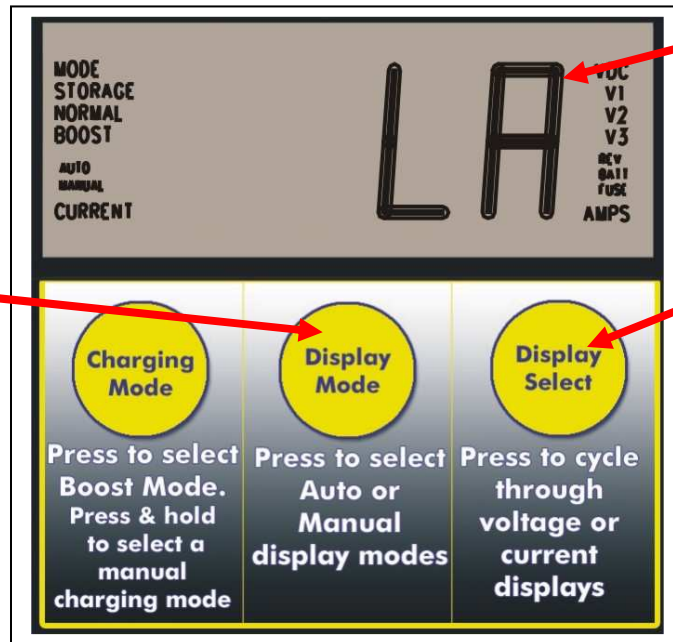 MODE
STORAGE
NORMAL
BOOST
AUTO
MANUAL
CURRENT
LA
VDC
V1
V2
V3
REV
BATT
FUSE
AMPS
Charging
Mode
Press to select
Boost Mode.
Press & hold
to select a
manual
charging mode
Display
Mode
Press to select
Auto or
Manual
display modes
Display
Select
Press to cycle
through
voltage or
current
displays